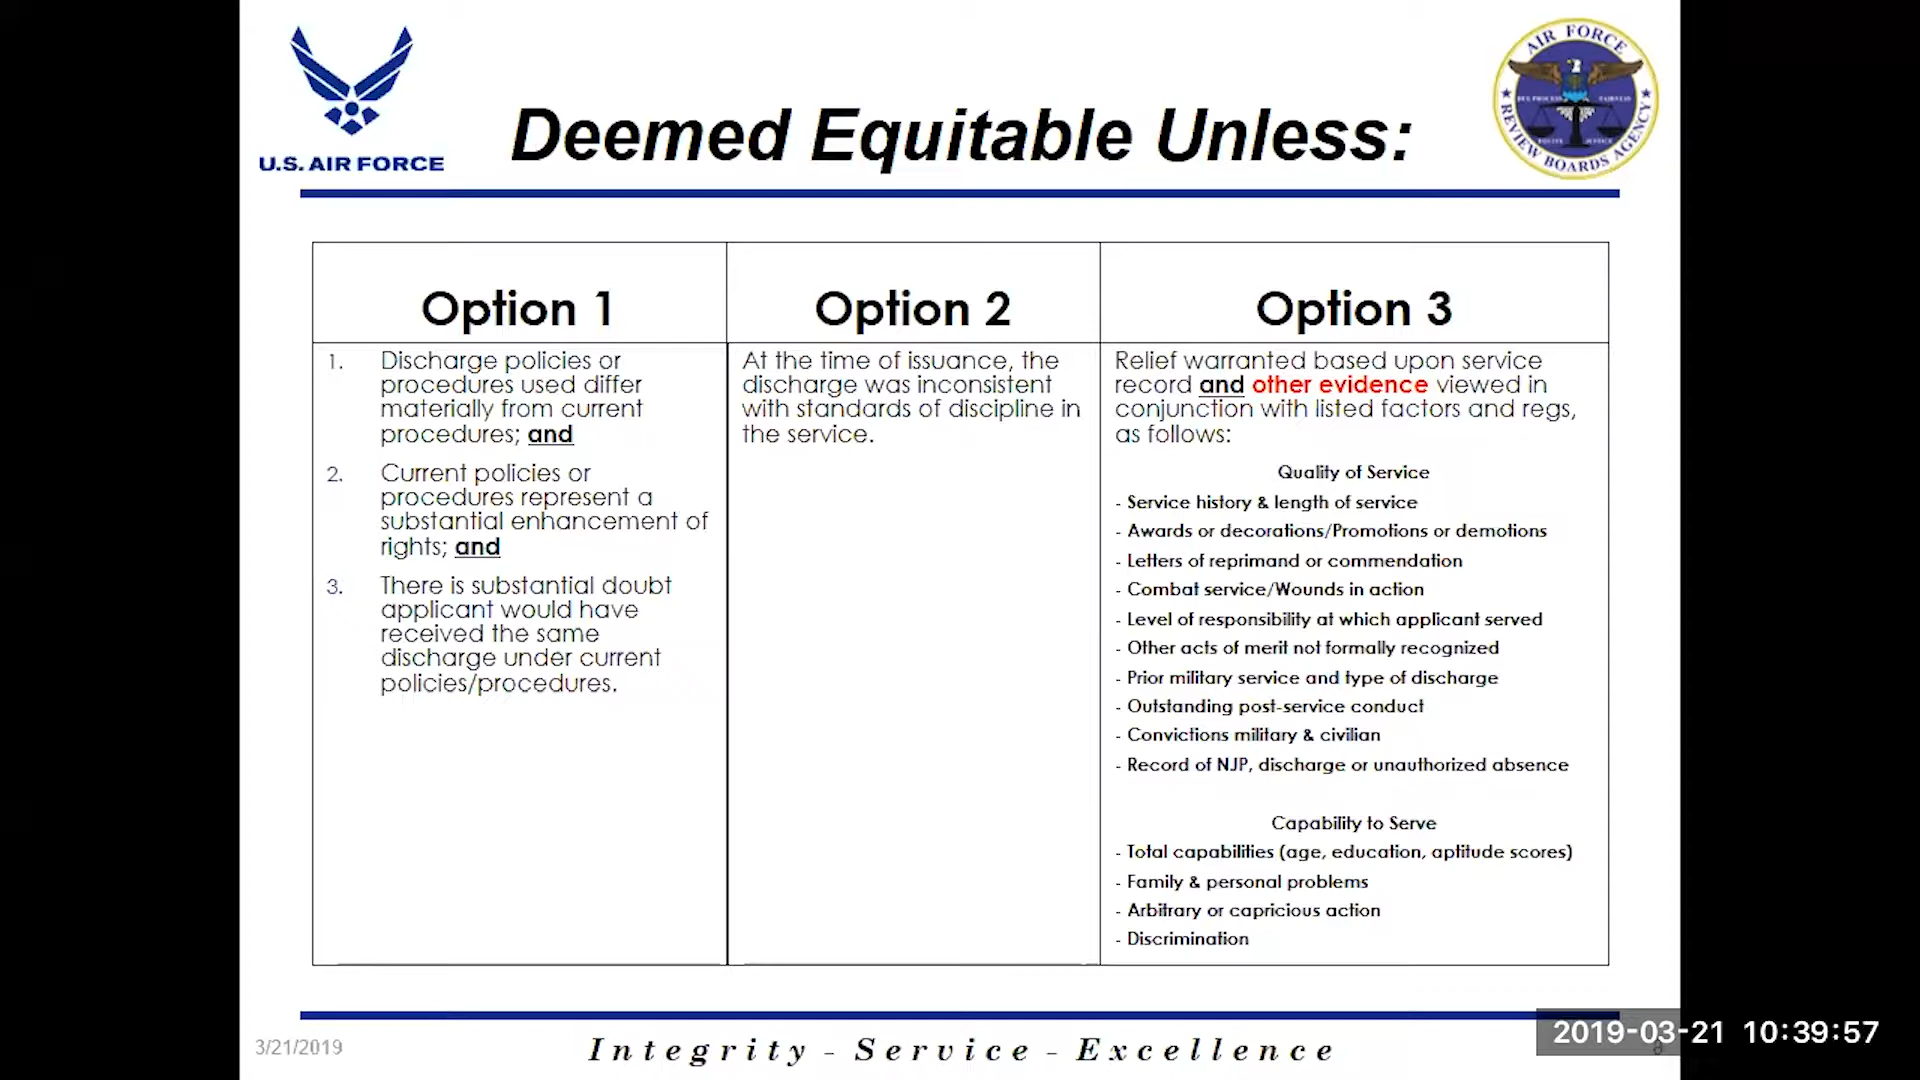 U.S. AIR FORCE
Deemed Equitable Unless:
AIR FORCE
REVIEW BOARDS AGENCY
Option 1
Option 2
Option 3
1. Discharge policies or
procedures used differ
materially from current
procedures; and
2. Current policies or
procedures represent a
substantial enhancement of
rights; and
3. There is substantial doubt
applicant would have
received the same
discharge under current
policies/procedures.
At the time of issuance, the
discharge was inconsistent
with standards of discipline in
the service.
Relief warranted based upon service
record and other evidence viewed in
conjunction with listed factors and regs,
as follows:
Quality of Service
- Service history & length of service
- Awards or decorations/Promotions or demotions
- Letters of reprimand or commendation
- Combat service/Wounds in action
- Level of responsibility at which applicant served
- Other acts of merit not formally recognized
- Prior military service and type of discharge
- Outstanding post-service conduct
- Convictions military & civilian
- Record of NJP, discharge or unauthorized absence
Capability to Serve
- Total capabilities (age, education, aptitude scores)
- Family & personal problems
- Arbitrary or capricious action
- Discrimination
3/21/2019
Integrity - Service - Excellence
2019-03-21 10:39:57